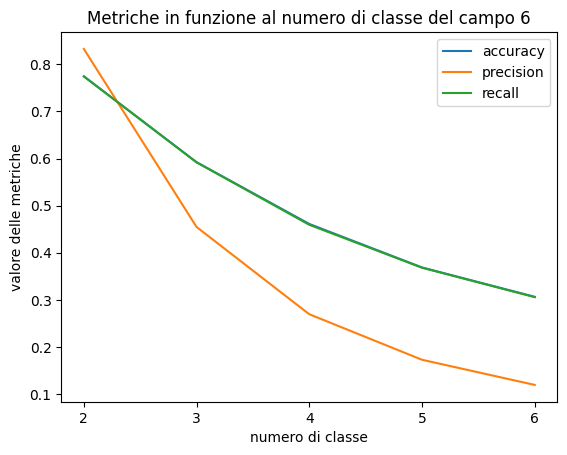 Metriche in funzione al numero di classe del campo 6
accuracy
precision
recall
valore delle metriche
0.8
0.7
0.6
0.5
0.4
0.3
0.2
0.1
2 3 4 5 6
numero di classe